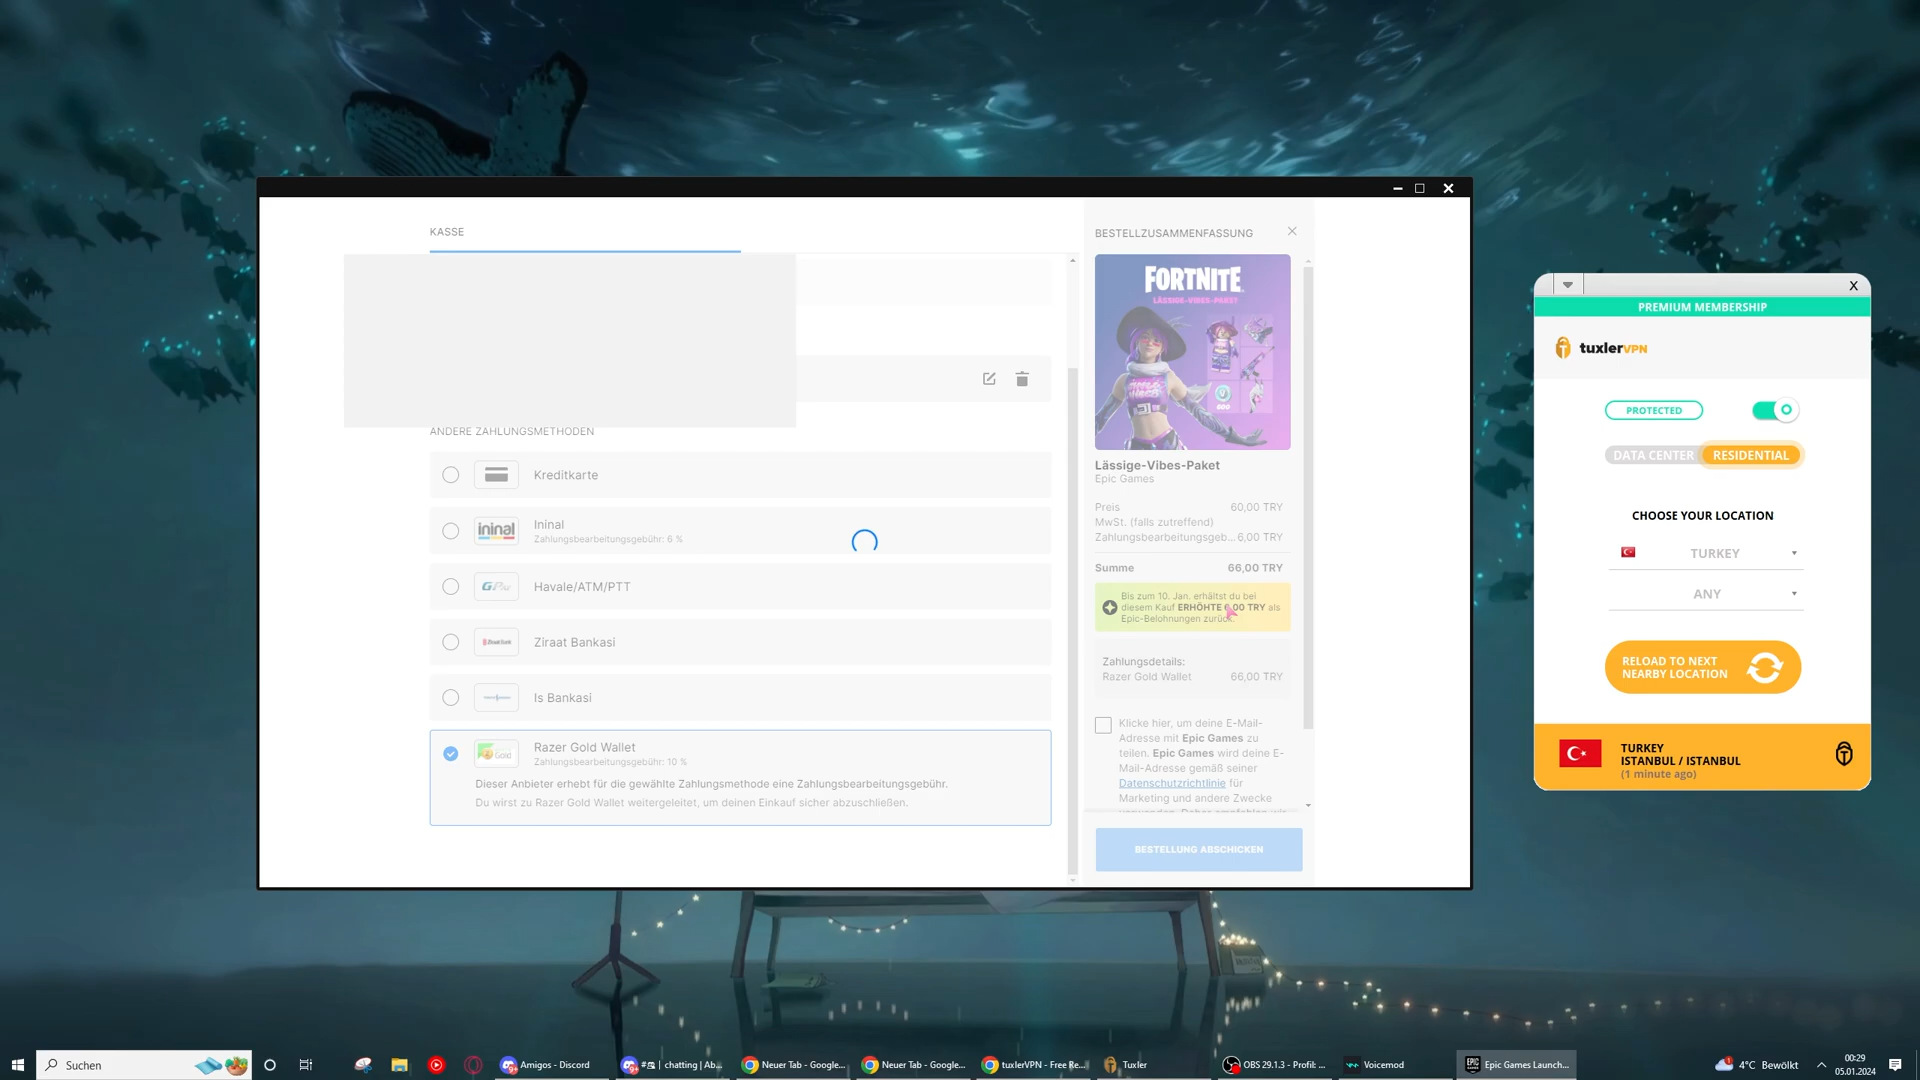 KASSE
ANDERE ZAHLUNGSMETHODEN
Kreditkarte
ininal
Ininal
Zahlungsbearbeitungsgebühr: 6 %
Havale/ATM/PTT
Ziraat Bankasi
Is Bankasi
Gold
Razer Gold Wallet
Zahlungsbearbeitungsgebühr: 10 %
Dieser Anbieter erhebt für die gewählte Zahlungsmethode eine Zahlungsbearbeitungsgebühr.
Du wirst zu Razer Gold Wallet weitergeleitet, um deinen Einkauf sicher abzuschließen.
BESTELLZUSAMMENFASSUNG
FORTNITE
LÄSSIGE-VIBES-PAKET
600
Lässige-Vibes-Paket
Epic Games
Preis 60,00 TRY
MwSt. (falls zutreffend)
Zahlungsbearbeitungsgeb... 6,00 TRY
Summe 66,00 TRY
Bis zum 10. Jan. erhältst du bei
diesem Kauf ERHÖHTE 6,00 TRY als
Epic-Belohnungen zurück.
Zahlungsdetails:
Razer Gold Wallet 66,00 TRY
Klicke hier, um deine E-Mail-
Adresse mit Epic Games zu
teilen. Epic Games wird deine E-
Mail-Adresse gemäß seiner
Datenschutzrichtlinie für
Marketing und andere Zwecke
BESTELLUNG ABSCHICKEN
X
PREMIUM MEMBERSHIP
tuxlerVPN
PROTECTED
DATA CENTER RESIDENTIAL
CHOOSE YOUR LOCATION
TURKEY
ANY
RELOAD TO NEXT
NEARBY LOCATION
TURKEY
ISTANBUL / ISTANBUL
(1 minute ago)
Suchen
Amigos - Discord
chatting | Ab...
Neuer Tab - Google...
Neuer Tab - Google...
tuxlerVPN - Free Re...
Tuxler
OBS 29.1.3 - Profil: ...
Voicemod
Epic Games Launch...
4°C Bewölkt
00:29
05.01.2024